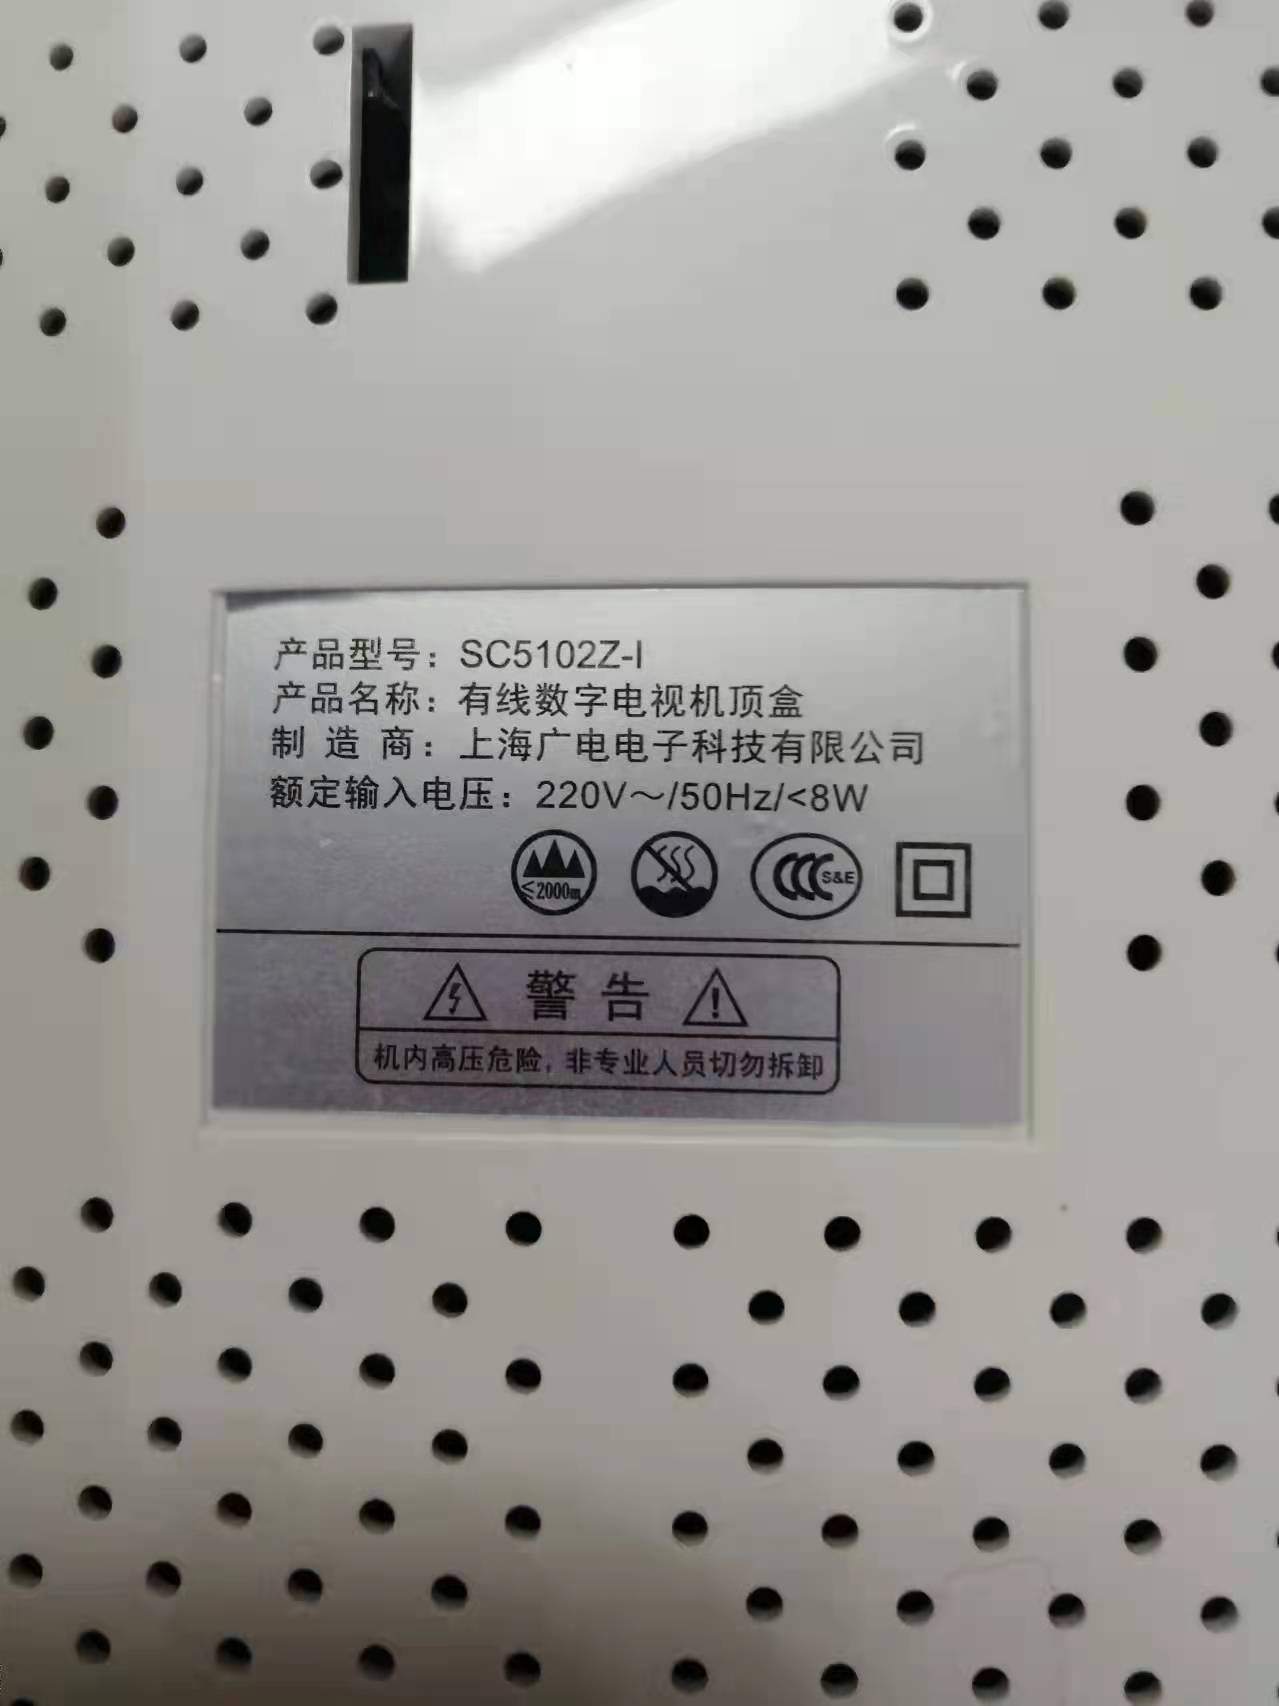 产品型号：SC5102Z-I
产品名称：有线数字电视机顶盒
制 造 商：上海广电电子科技有限公司
额定输入电压：220V～/50Hz/<8W
≤2000m
CCC S&E
警 告
机内高压危险，非专业人员切勿拆卸